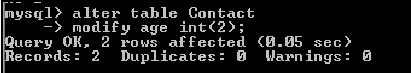 mysql> alter table Contact
    -> modify age int(2);
Query OK, 2 rows affected (0.05 sec)
Records: 2  Duplicates: 0  Warnings: 0